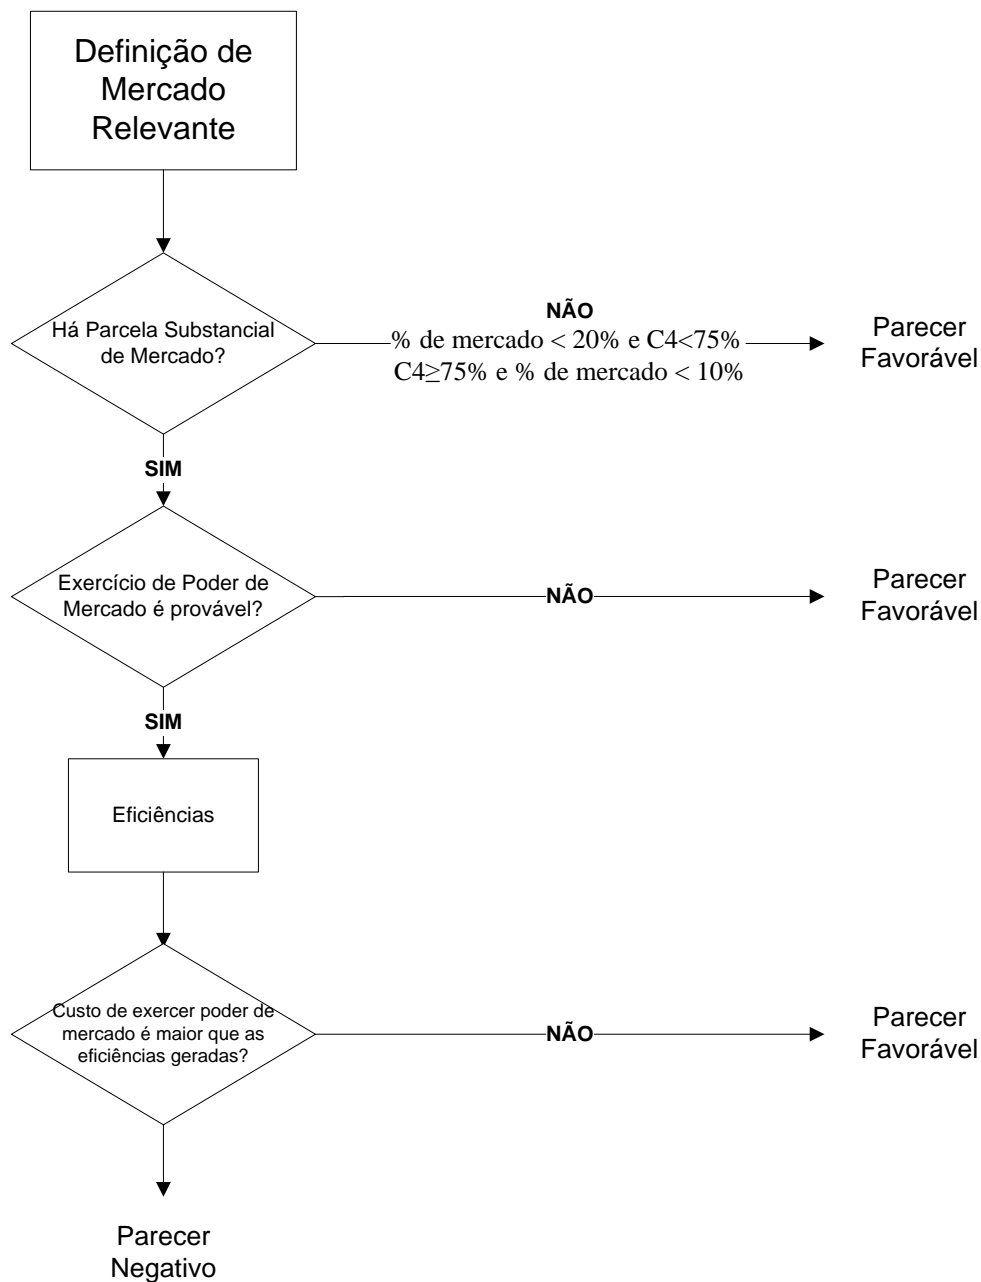 Definição de
Mercado
Relevante
Há Parcela Substancial
de Mercado?
NÃO
% de mercado < 20% e C4<75%
C4≥75% e % de mercado < 10%
Parecer
Favorável
SIM
Exercício de Poder de
Mercado é provável?
NÃO
Parecer
Favorável
SIM
Eficiências
Custo de exercer poder de
mercado é maior que as
eficiências geradas?
NÃO
Parecer
Favorável
Parecer
Negativo